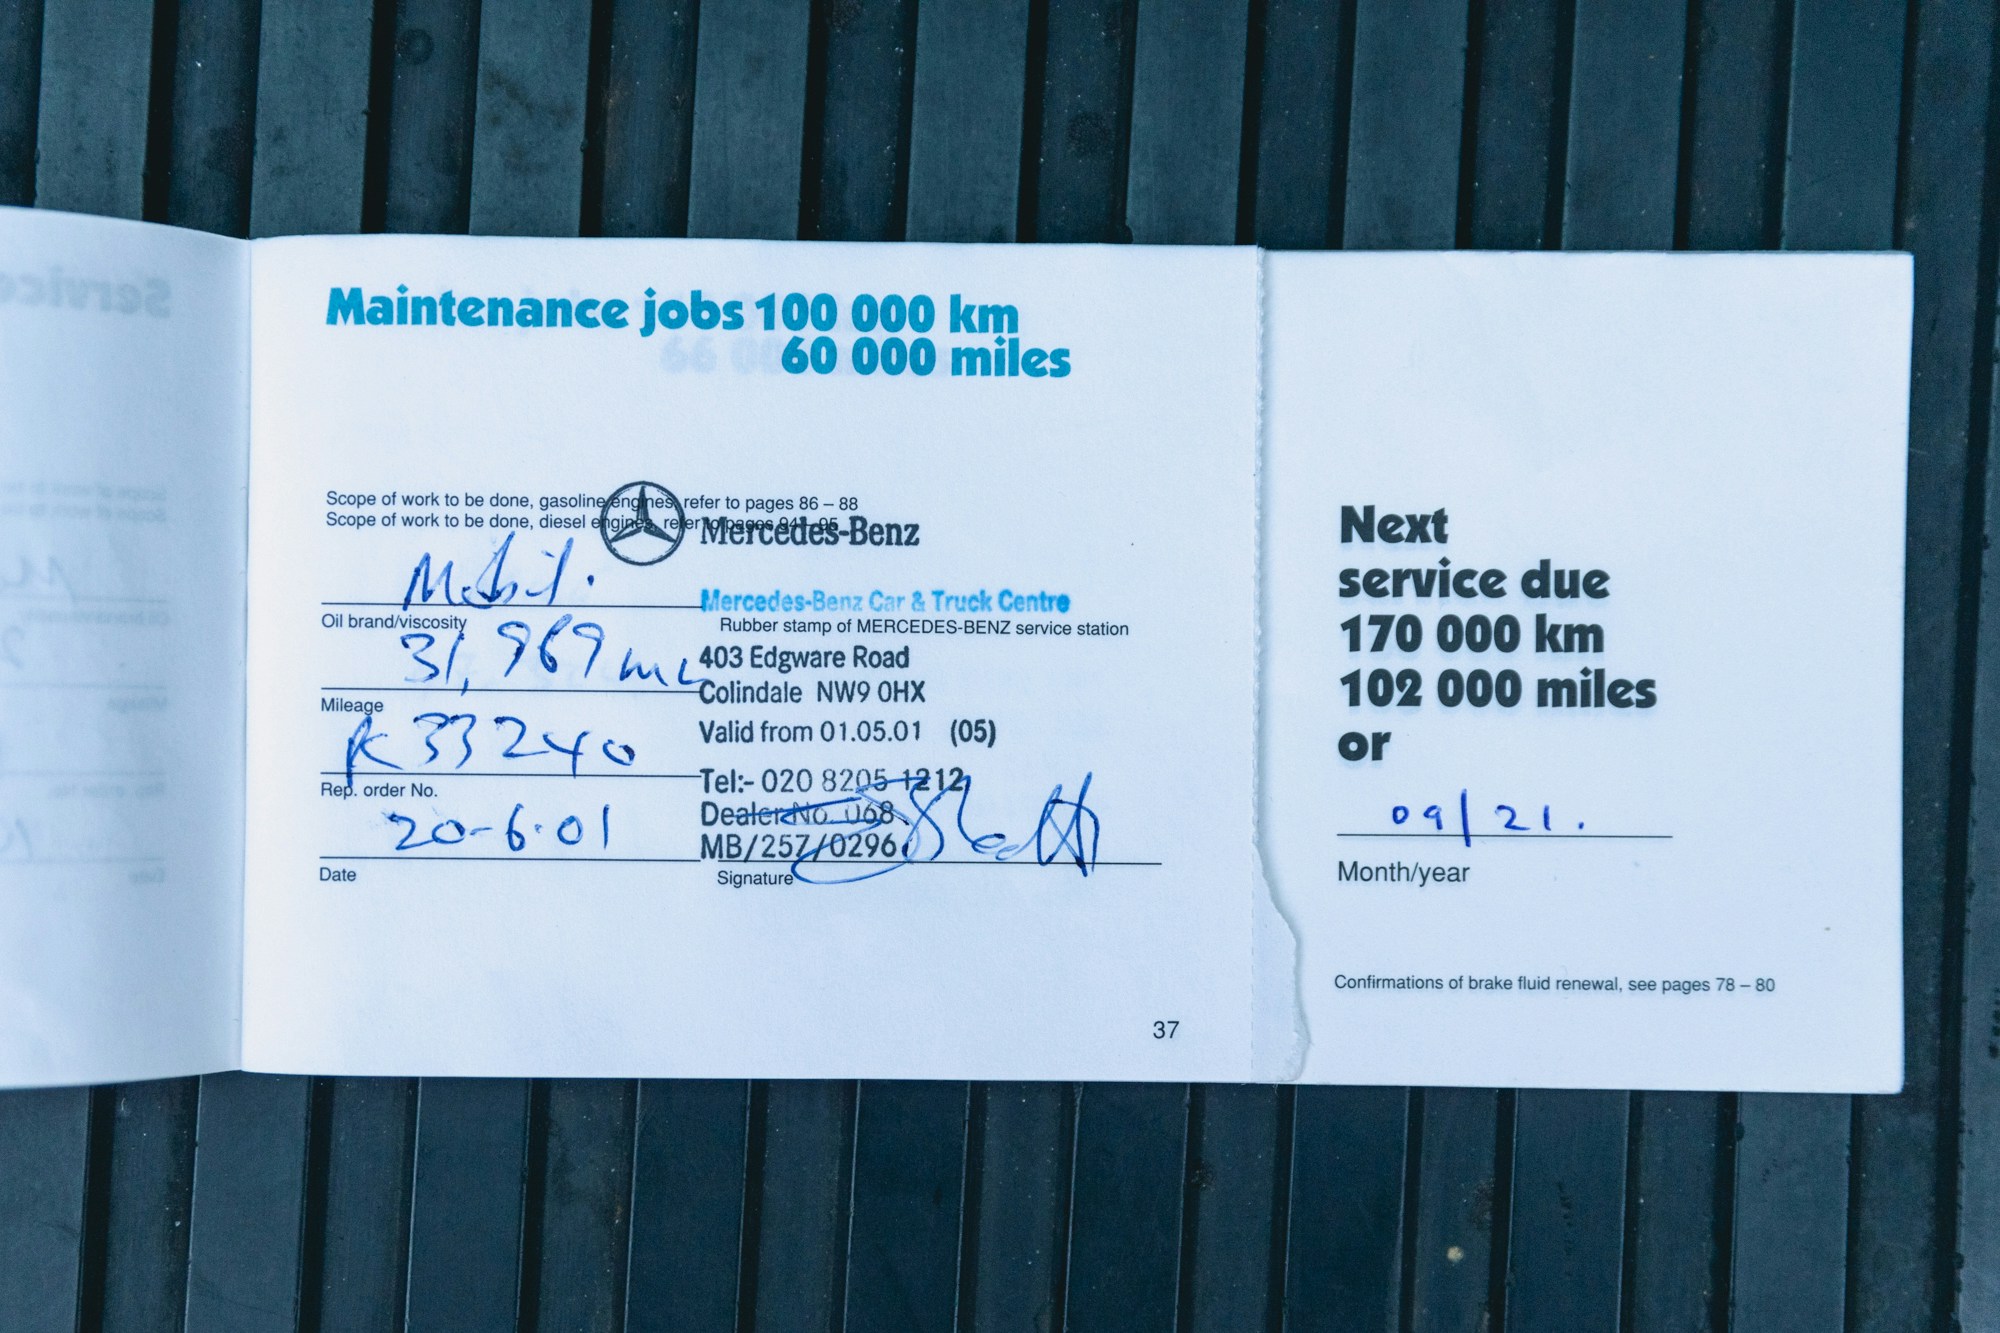 Maintenance jobs 100 000 km
60 000 miles
Scope of work to be done, gasoline engines, refer to pages 86 – 88
Scope of work to be done, diesel engines, refer to pages 94 – 95
Mercedes-Benz
Mobil.
Oil brand/viscosity
Mercedes-Benz Car & Truck Centre
Rubber stamp of MERCEDES-BENZ service station
31,969 mL
Mileage
403 Edgware Road
Colindale NW9 0HX
K33240
Rep. order No.
Valid from 01.05.01 (05)
Tel:- 020 8205 1212
Dealer No. 068
MB/257/0296
20-6.01
Date
Signature
37
Next
service due
170 000 km
102 000 miles
or
09/21.
Month/year
Confirmations of brake fluid renewal, see pages 78 – 80